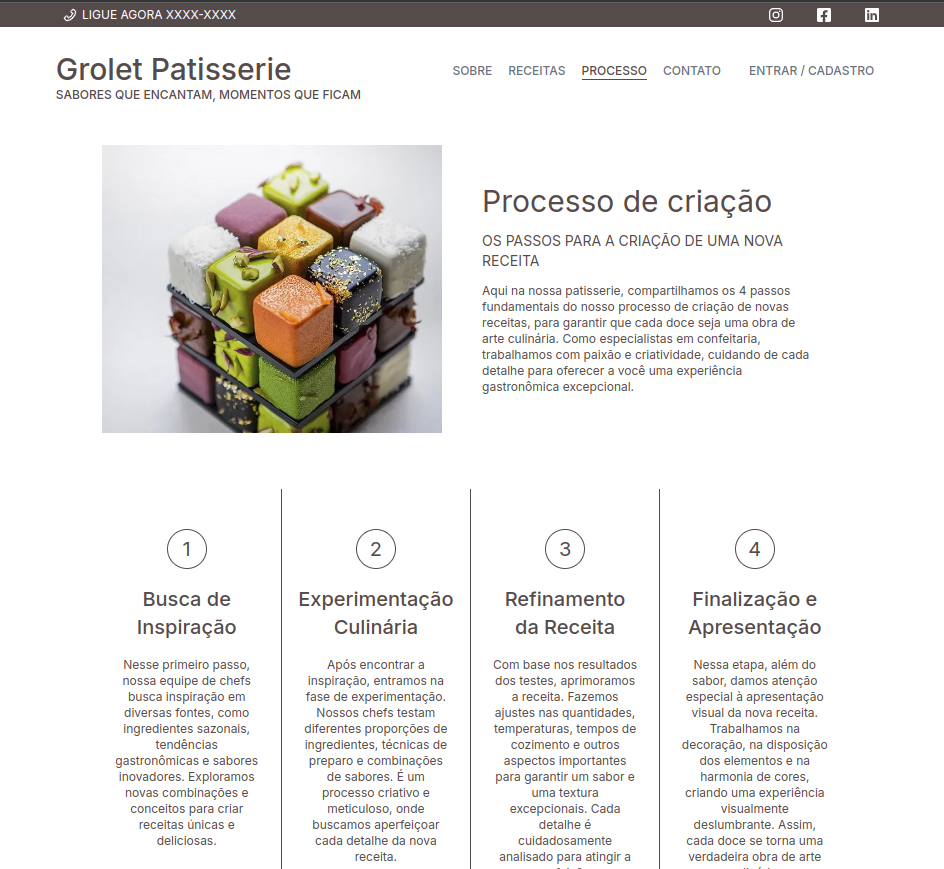 LIGUE AGORA XXXX-XXXX
Grolet Patisserie
SABORES QUE ENCANTAM, MOMENTOS QUE FICAM
SOBRE RECEITAS PROCESSO CONTATO ENTRAR / CADASTRO
Processo de criação
OS PASSOS PARA A CRIAÇÃO DE UMA NOVA
RECEITA
Aqui na nossa patisserie, compartilhamos os 4 passos
fundamentais do nosso processo de criação de novas
receitas, para garantir que cada doce seja uma obra de
arte culinária. Como especialistas em confeitaria,
trabalhamos com paixão e criatividade, cuidando de cada
detalhe para oferecer a você uma experiência
gastronômica excepcional.
1
Busca de
Inspiração
Nesse primeiro passo,
nossa equipe de chefs
busca inspiração em
diversas fontes, como
ingredientes sazonais,
tendências
gastronômicas e sabores
inovadores. Exploramos
novas combinações e
conceitos para criar
receitas únicas e
deliciosas.
2
Experimentação
Culinária
Após encontrar a
inspiração, entramos na
fase de experimentação.
Nossos chefs testam
diferentes proporções de
ingredientes, técnicas de
preparo e combinações
de sabores. É um
processo criativo e
meticuloso, onde
buscamos aperfeiçoar
cada detalhe da nova
receita.
3
Refinamento
da Receita
Com base nos resultados
dos testes, aprimoramos
a receita. Fazemos
ajustes nas quantidades,
temperaturas, tempos de
cozimento e outros
aspectos importantes
para garantir um sabor e
uma textura
excepcionais. Cada
detalhe é
cuidadosamente
analisado para atingir a
4
Finalização e
Apresentação
Nessa etapa, além do
sabor, damos atenção
especial à apresentação
visual da nova receita.
Trabalhamos na
decoração, na disposição
dos elementos e na
harmonia de cores,
criando uma experiência
visualmente
deslumbrante. Assim,
cada doce se torna uma
verdadeira obra de arte